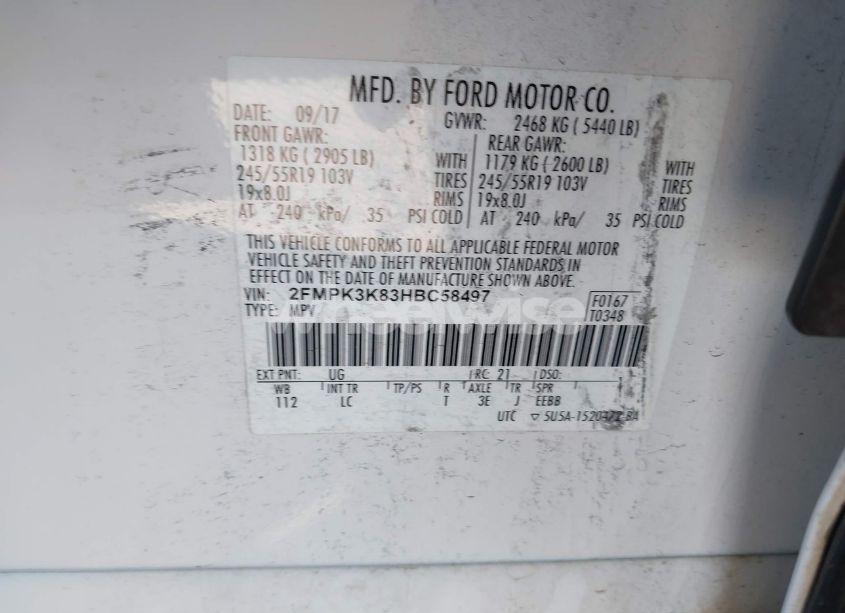 MFD. BY FORD MOTOR CO.
DATE: 09/17 GVWR: 2468 KG ( 5440 LB)
FRONT GAWR: REAR GAWR:
1318 KG ( 2905 LB) WITH 1179 KG ( 2600 LB) WITH
245/55R19 103V TIRES 245/55R19 103V TIRES
19x8.0J RIMS 19x8.0J RIMS
AT 240 kPa/ 35 PSI COLD AT 240 kPa/ 35 PSI COLD
THIS VEHICLE CONFORMS TO ALL APPLICABLE FEDERAL MOTOR
VEHICLE SAFETY AND THEFT PREVENTION STANDARDS IN
EFFECT ON THE DATE OF MANUFACTURE SHOWN ABOVE.
VIN: 2FMPK3K83HBC58497 F0167
TYPE: MPV T0348
EXT PNT: UG RC: 21 DSO:
WB INT TR TP/PS R AXLE TR SPR
112 LC T 3E J EEBB
UTC